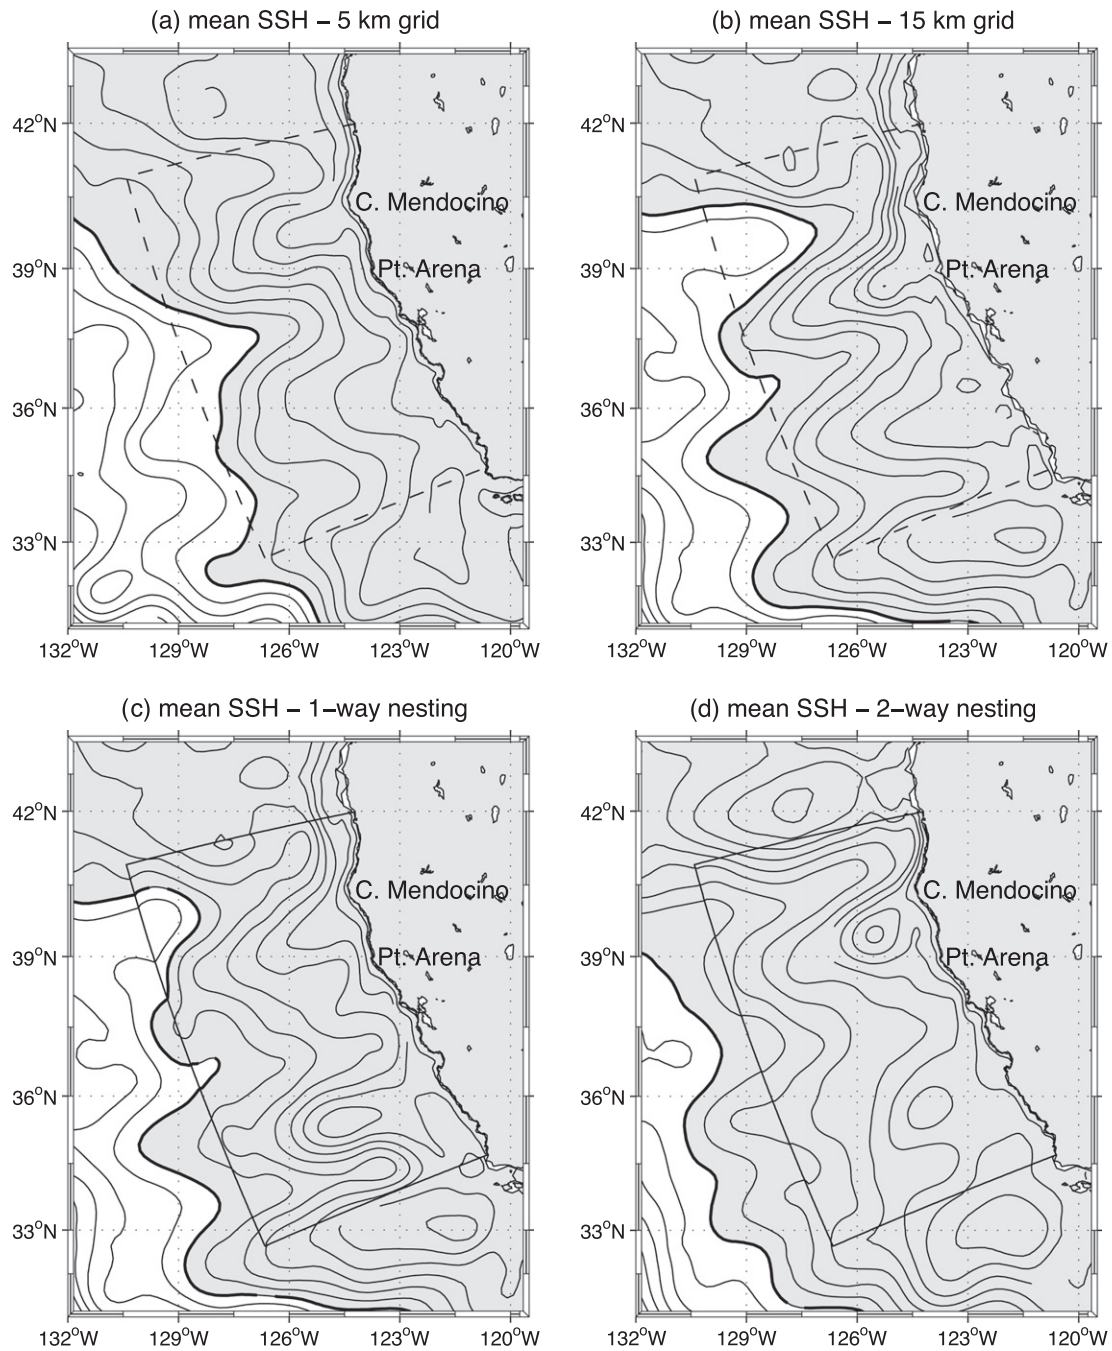 (a) mean SSH – 5 km grid
(b) mean SSH – 15 km grid
42°N
C. Mendocino
39°N
Pt. Arena
36°N
33°N
132°W 129°W 126°W 123°W 120°W
42°N
C. Mendocino
39°N
Pt. Arena
36°N
33°N
132°W 129°W 126°W 123°W 120°W
(c) mean SSH – 1–way nesting
(d) mean SSH – 2–way nesting
42°N
C. Mendocino
39°N
Pt. Arena
36°N
33°N
132°W 129°W 126°W 123°W 120°W
42°N
C. Mendocino
39°N
Pt. Arena
36°N
33°N
132°W 129°W 126°W 123°W 120°W